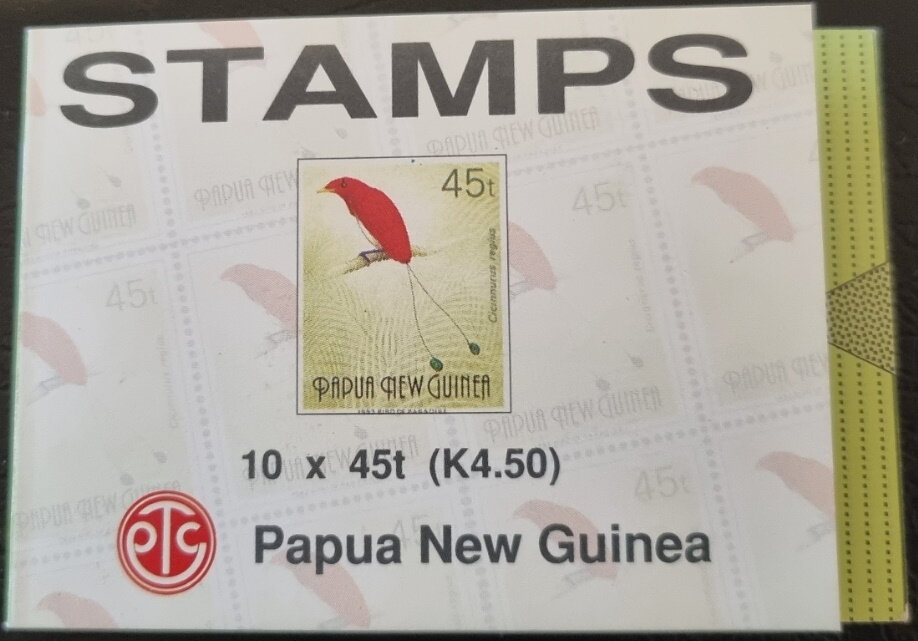 STAMPS
45t
Cicinnurus regius
PAPUA NEW GUINEA
10 x 45t (K4.50)
PTC
Papua New Guinea